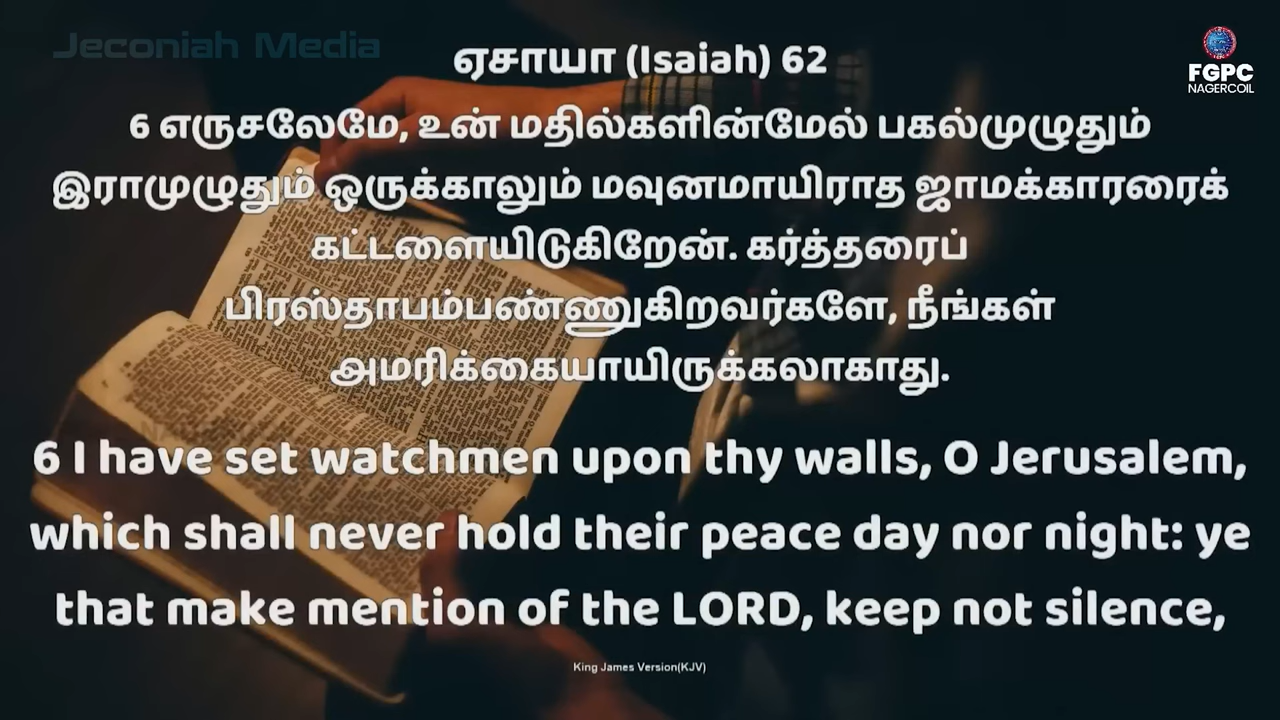 Jeconiah Media
FGPC
NAGERCOIL
ஏசாயா (Isaiah) 62
6 எருசலேமே, உன் மதில்களின்மேல் பகல்முழுதும்
இராமுழுதும் ஒருக்காலும் மவுனமாயிராத ஜாமக்காரரைக்
கட்டளையிடுகிறேன். கர்த்தரைப்
பிரஸ்தாபம்பண்ணுகிறவர்களே, நீங்கள்
அமரிக்கையாயிருக்கலாகாது.
6 I have set watchmen upon thy walls, O Jerusalem,
which shall never hold their peace day nor night: ye
that make mention of the LORD, keep not silence,
King James Version(KJV)